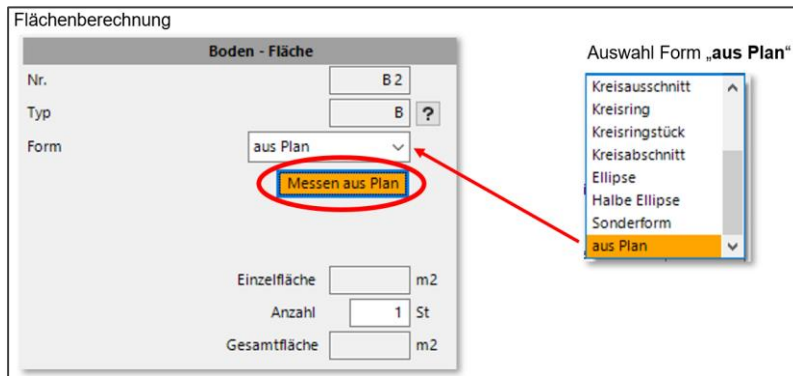 Flächenberechnung
Boden - Fläche
Nr. B 2
Typ B ?
Form aus Plan
Messen aus Plan
Einzelfläche m2
Anzahl 1 St
Gesamtfläche m2
Auswahl Form „aus Plan“
Kreisausschnitt
Kreisring
Kreisringstück
Kreisabschnitt
Ellipse
Halbe Ellipse
Sonderform
aus Plan